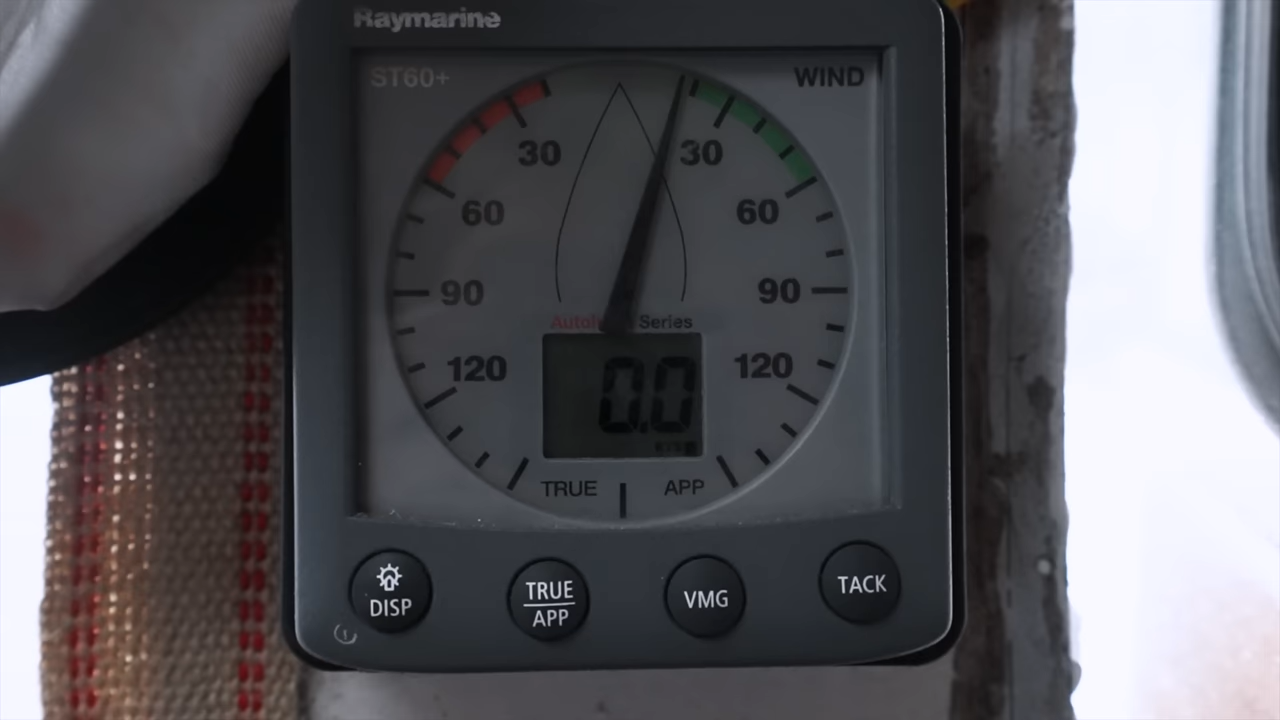 Raymarine
ST60+
WIND
30 30
60 60
90 90
120 120
Series
0.0
TRUE APP
DISP
TRUE
APP
VMG
TACK